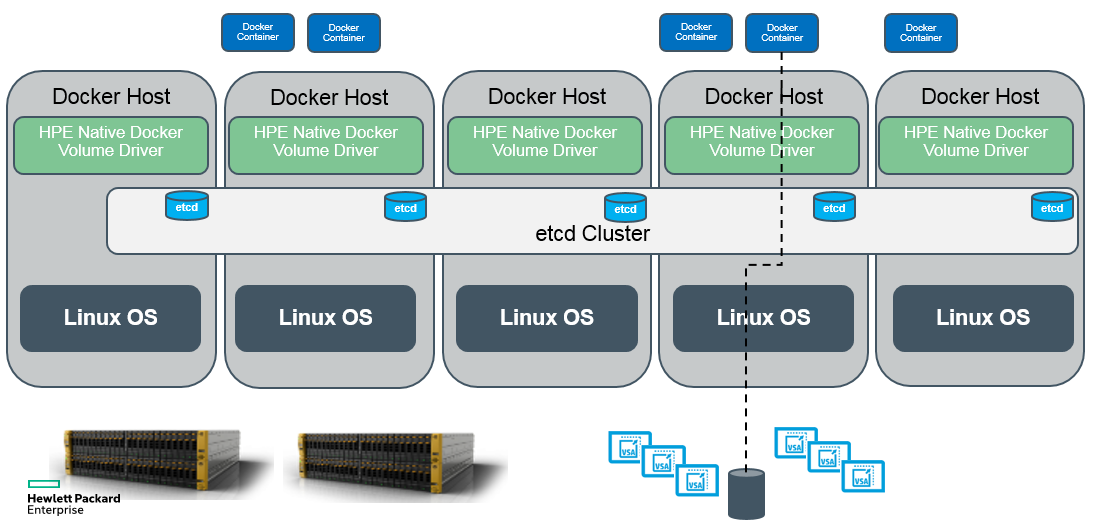 Docker
Container
Docker
Container
Docker
Container
Docker
Container
Docker
Container
Docker Host
Docker Host
Docker Host
Docker Host
Docker Host
HPE Native Docker
Volume Driver
HPE Native Docker
Volume Driver
HPE Native Docker
Volume Driver
HPE Native Docker
Volume Driver
HPE Native Docker
Volume Driver
etcd
etcd
etcd
etcd
etcd
etcd Cluster
Linux OS
Linux OS
Linux OS
Linux OS
Linux OS
VSA
VSA
VSA
VSA
VSA
VSA
Hewlett Packard
Enterprise